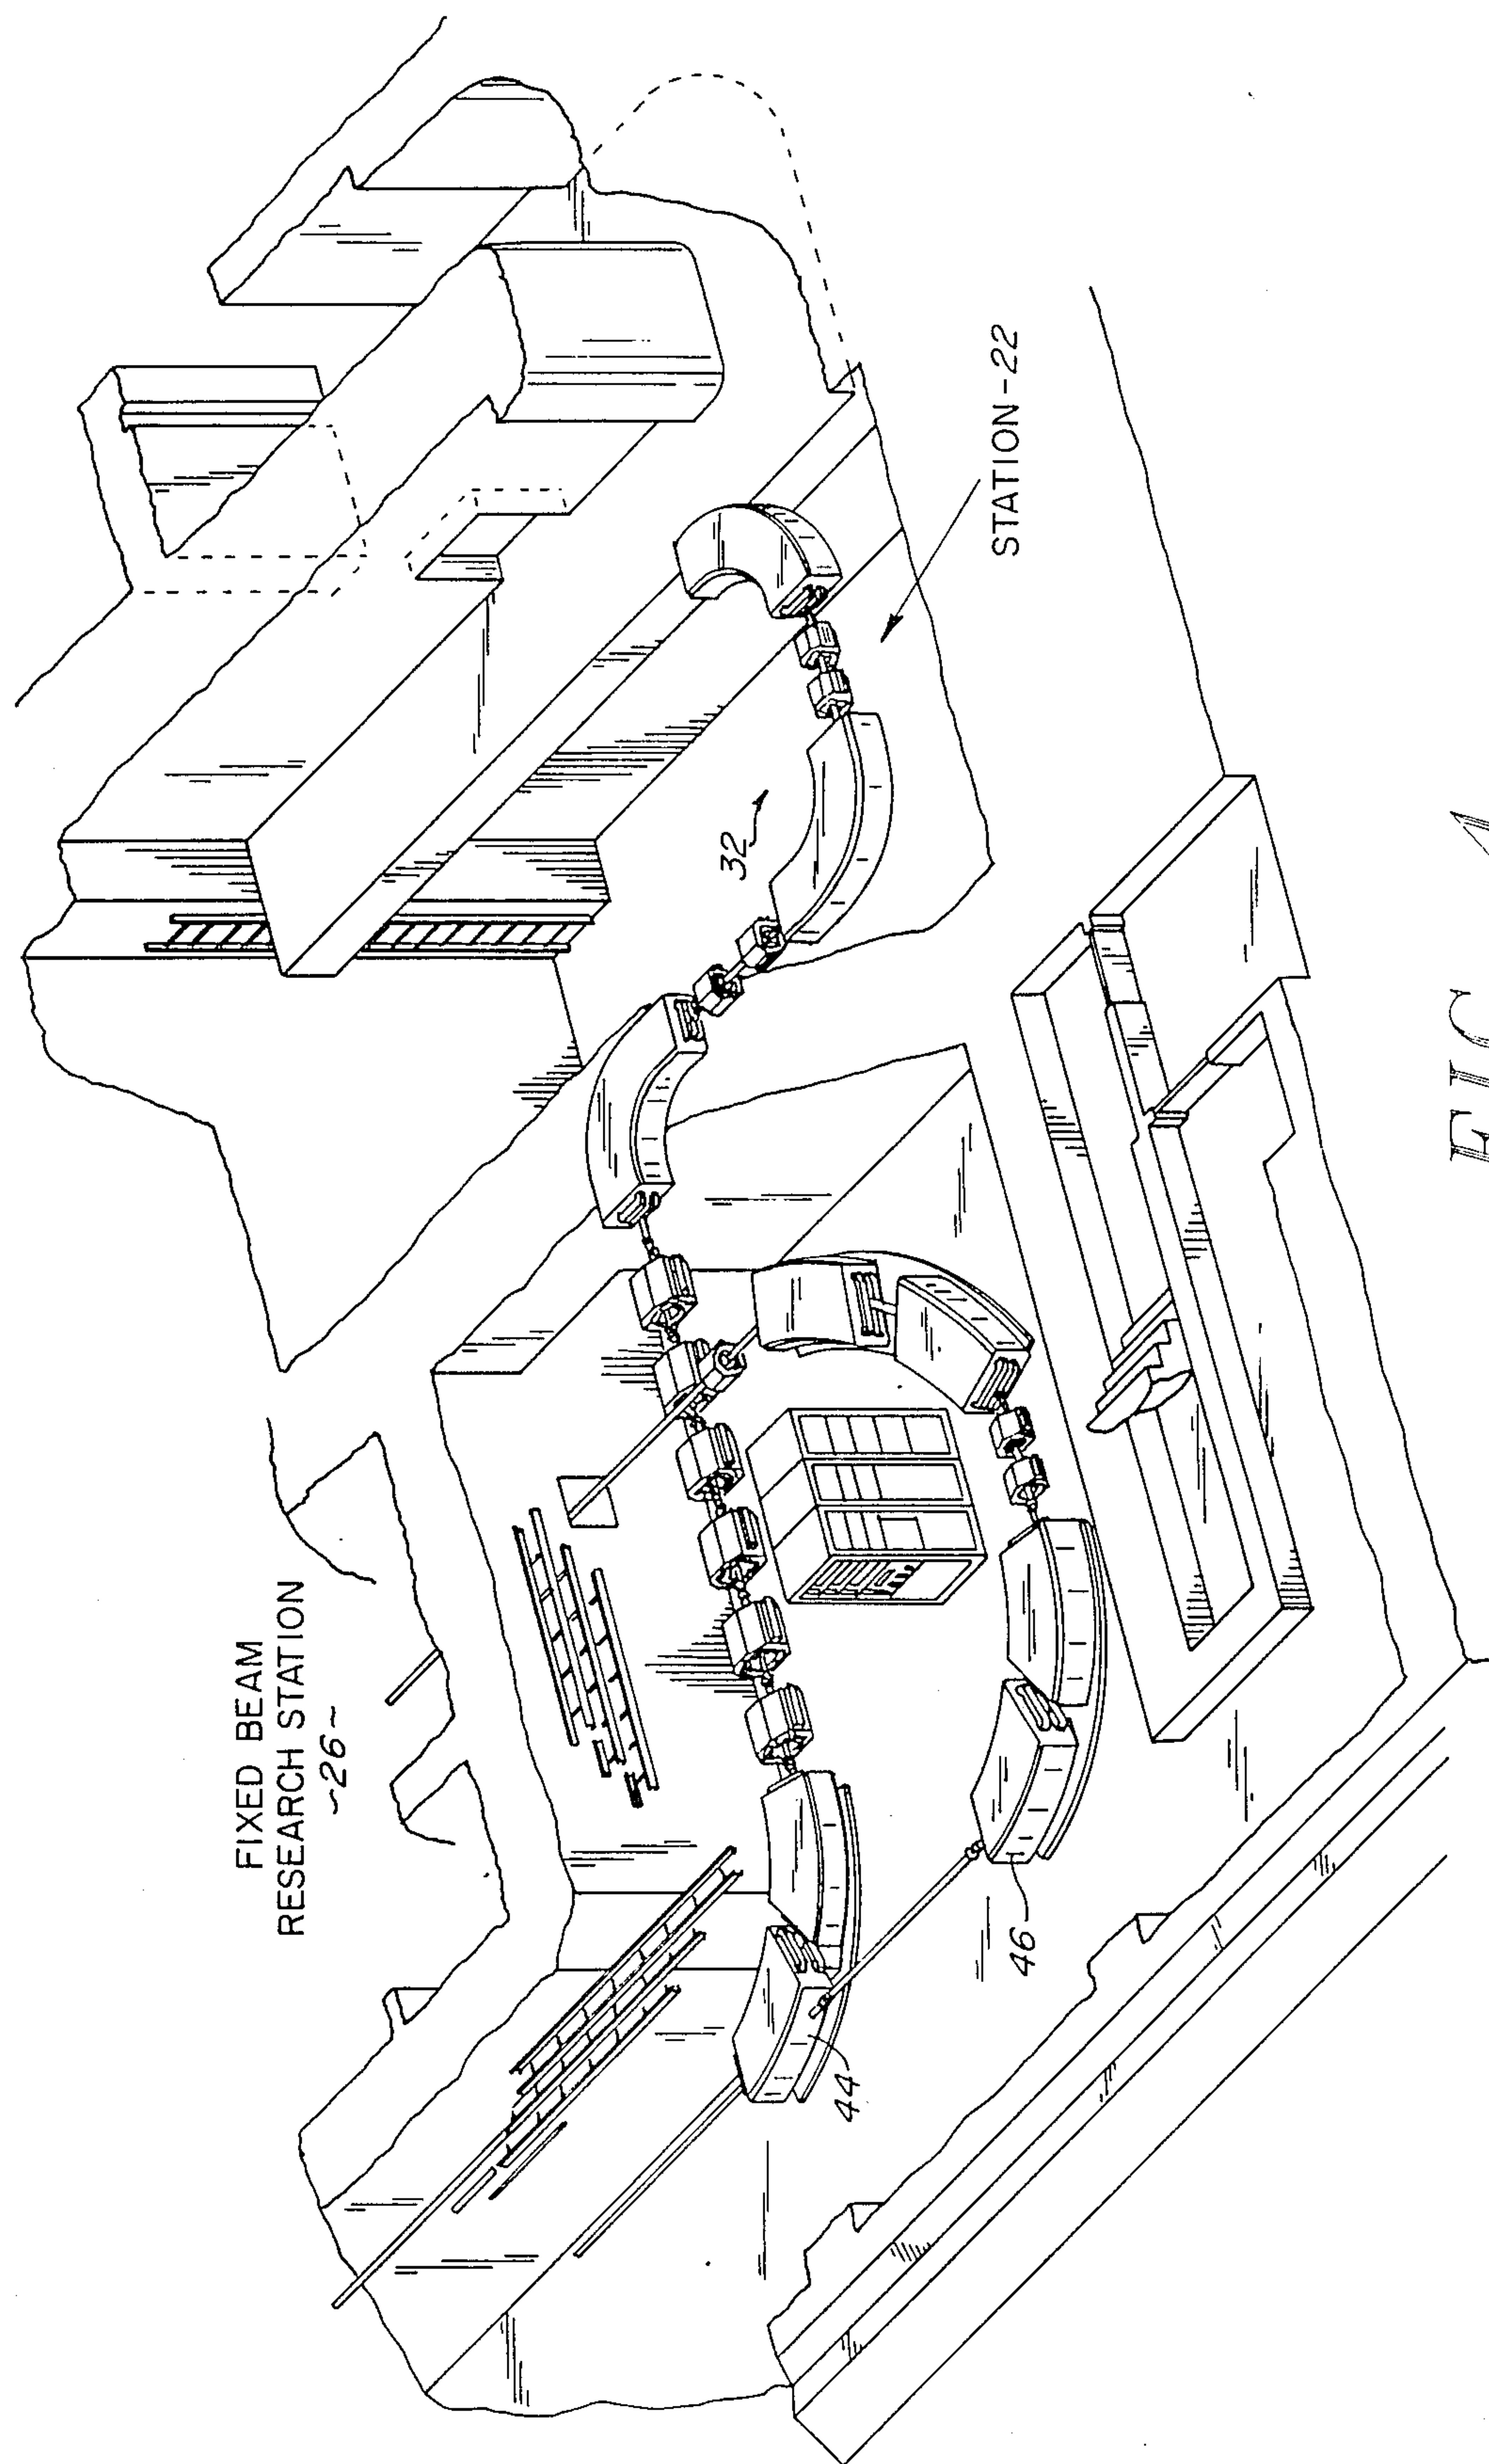 FIXED BEAM
RESEARCH STATION
~26~
STATION-22
32
44
46